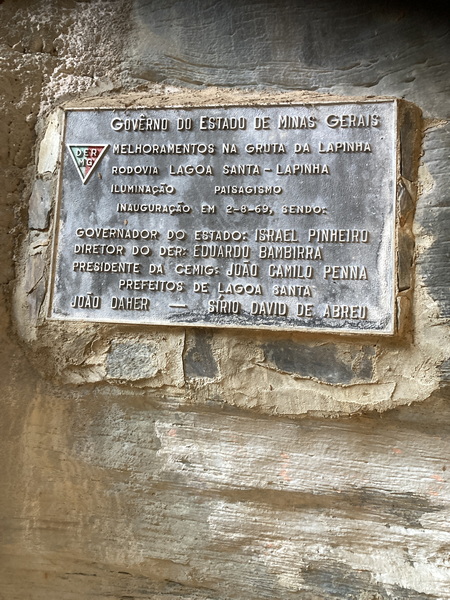 GOVÊRNO DO ESTADO DE MINAS GERAIS
DER
MG
MELHORAMENTOS NA GRUTA DA LAPINHA
RODOVIA LAGOA SANTA - LAPINHA
ILUMINAÇÃO PAISAGISMO
INAUGURAÇÃO EM 2-8-69, SENDO:
GOVERNADOR DO ESTADO: ISRAEL PINHEIRO
DIRETOR DO DER: EDUARDO BAMBIRRA
PRESIDENTE DA CEMIG: JOÃO CAMILO PENNA
PREFEITOS DE LAGOA SANTA
JOÃO DAHER — SÍRIO DAVID DE ABREU